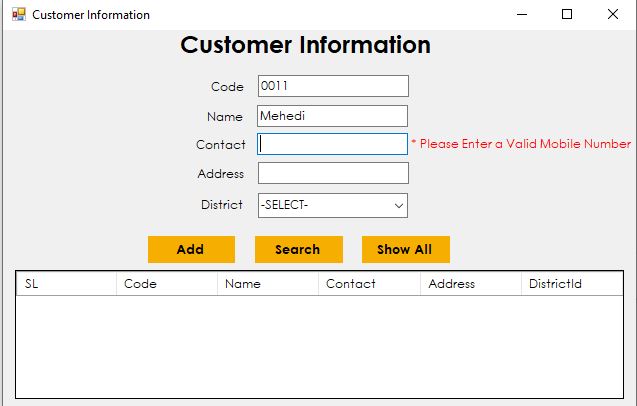 Customer Information
Customer Information
Code 0011
Name Mehedi
Contact * Please Enter a Valid Mobile Number
Address
District -SELECT-
Add Search Show All
SL Code Name Contact Address DistrictId